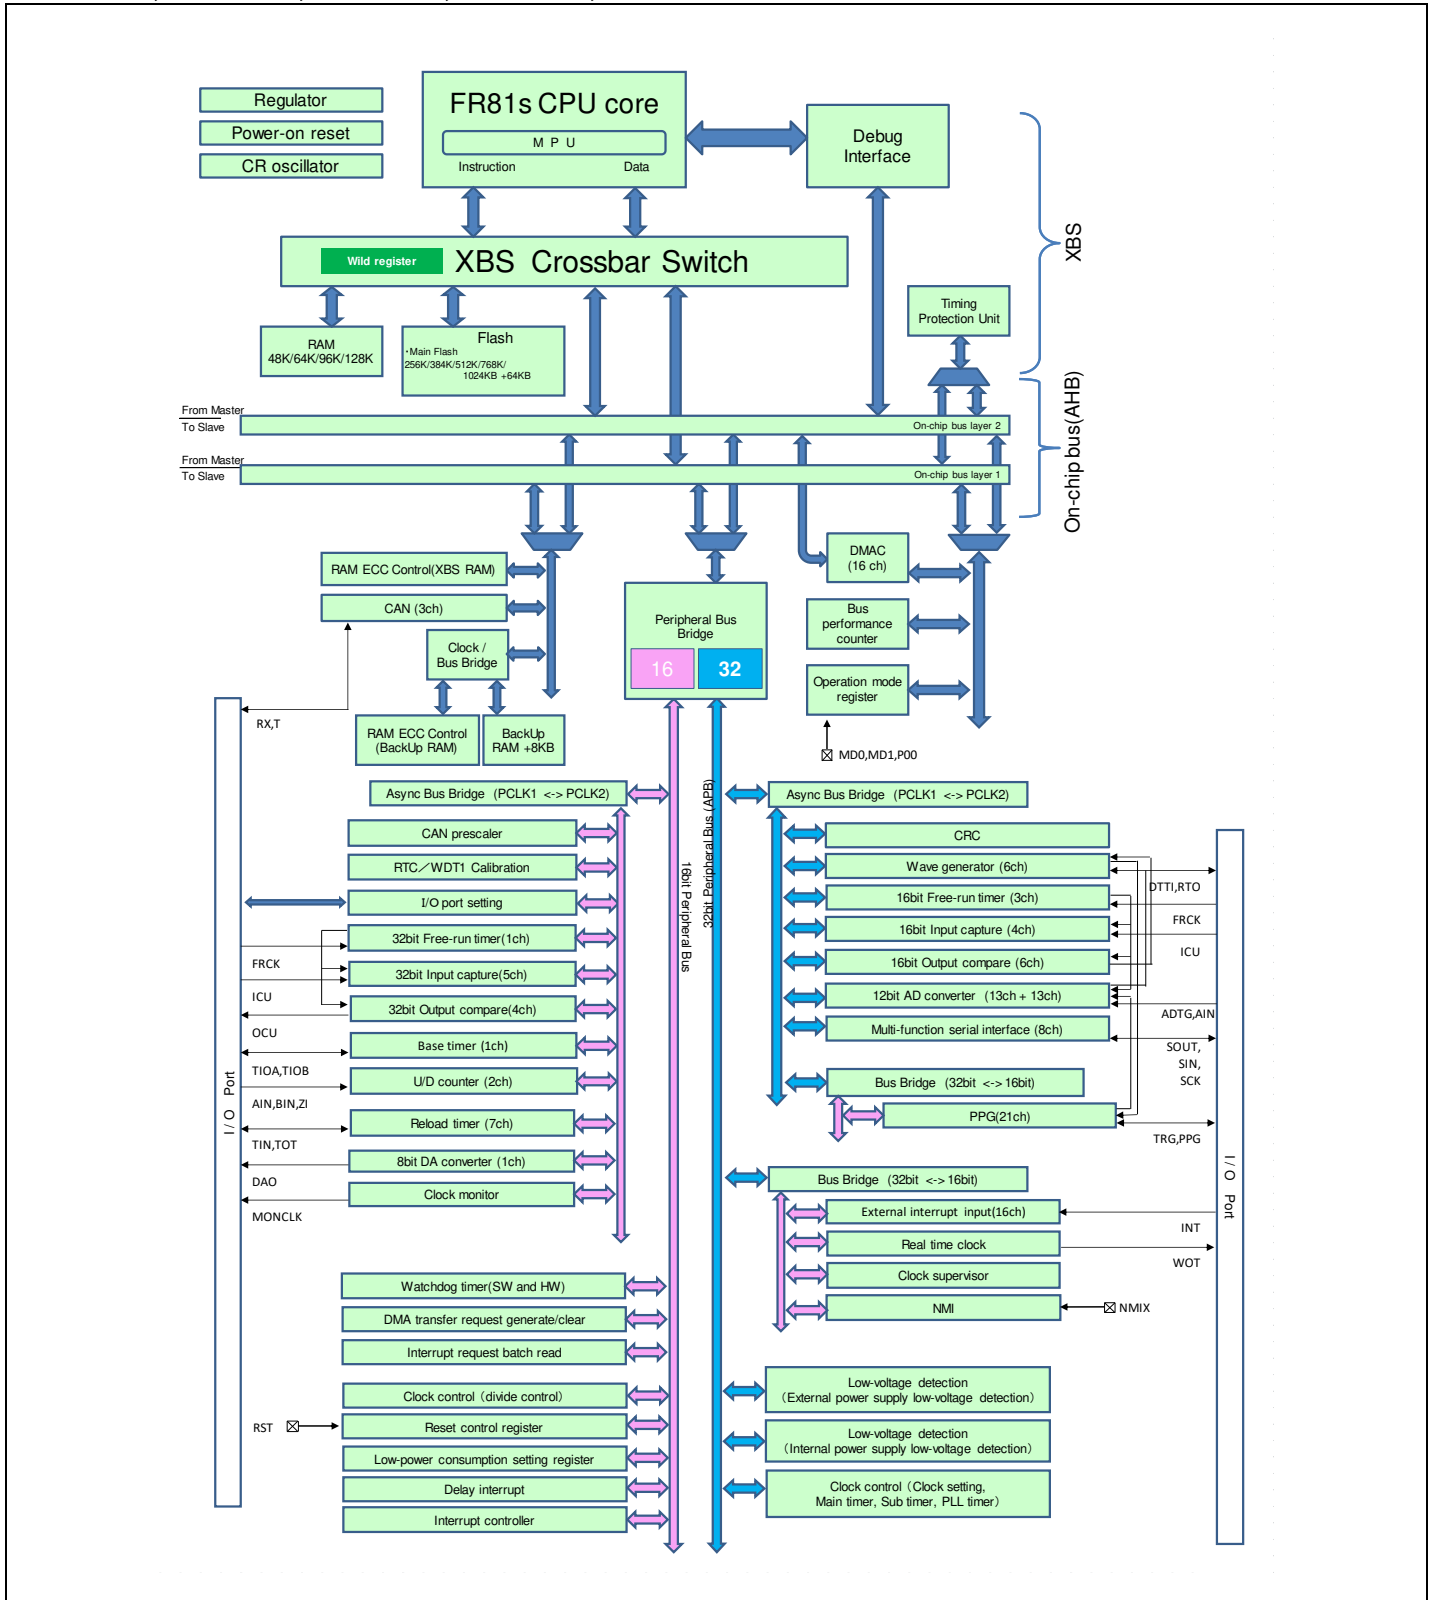 Regulator
Power-on reset
CR oscillator
FR81s CPU core
M P U
Instruction
Data
Debug
Interface
XBS
Wild register
XBS Crossbar Switch
RAM
48K/64K/96K/128K
Flash
・Main Flash
256K/384K/512K/768K/
1024KB +64KB
Timing
Protection Unit
On-chip bus(AHB)
From Master
To Slave
On-chip bus layer 2
From Master
To Slave
On-chip bus layer 1
RAM ECC Control(XBS RAM)
CAN (3ch)
Clock /
Bus Bridge
RAM ECC Control
(BackUp RAM)
BackUp
RAM +8KB
Peripheral Bus
Bridge
16
32
DMAC
(16 ch)
Bus
performance
counter
Operation mode
register
MD0,MD1,P00
RX,T
I / O Port
16bit Peripheral Bus
32bit Peripheral Bus (APB)
Async Bus Bridge (PCLK1 <-> PCLK2)
CAN prescaler
RTC／WDT1 Calibration
I/O port setting
32bit Free-run timer(1ch)
FRCK
32bit Input capture(5ch)
ICU
32bit Output compare(4ch)
OCU
Base timer (1ch)
TIOA,TIOB
U/D counter (2ch)
AIN,BIN,ZI
Reload timer (7ch)
TIN,TOT
8bit DA converter (1ch)
DAO
Clock monitor
MONCLK
Watchdog timer(SW and HW)
DMA transfer request generate/clear
Interrupt request batch read
Clock control（divide control）
RST
Reset control register
Low-power consumption setting register
Delay interrupt
Interrupt controller
Async Bus Bridge (PCLK1 <-> PCLK2)
CRC
Wave generator (6ch)
DTTI,RTO
16bit Free-run timer (3ch)
FRCK
16bit Input capture (4ch)
ICU
16bit Output compare (6ch)
12bit AD converter (13ch + 13ch)
ADTG,AIN
Multi-function serial interface (8ch)
SOUT,
SIN,
SCK
Bus Bridge (32bit <-> 16bit)
PPG(21ch)
TRG,PPG
I / O Port
Bus Bridge (32bit <-> 16bit)
External interrupt input(16ch)
INT
Real time clock
WOT
Clock supervisor
NMI
NMIX
Low-voltage detection
（External power supply low-voltage detection）
Low-voltage detection
（Internal power supply low-voltage detection）
Clock control（Clock setting,
Main timer, Sub timer, PLL timer）